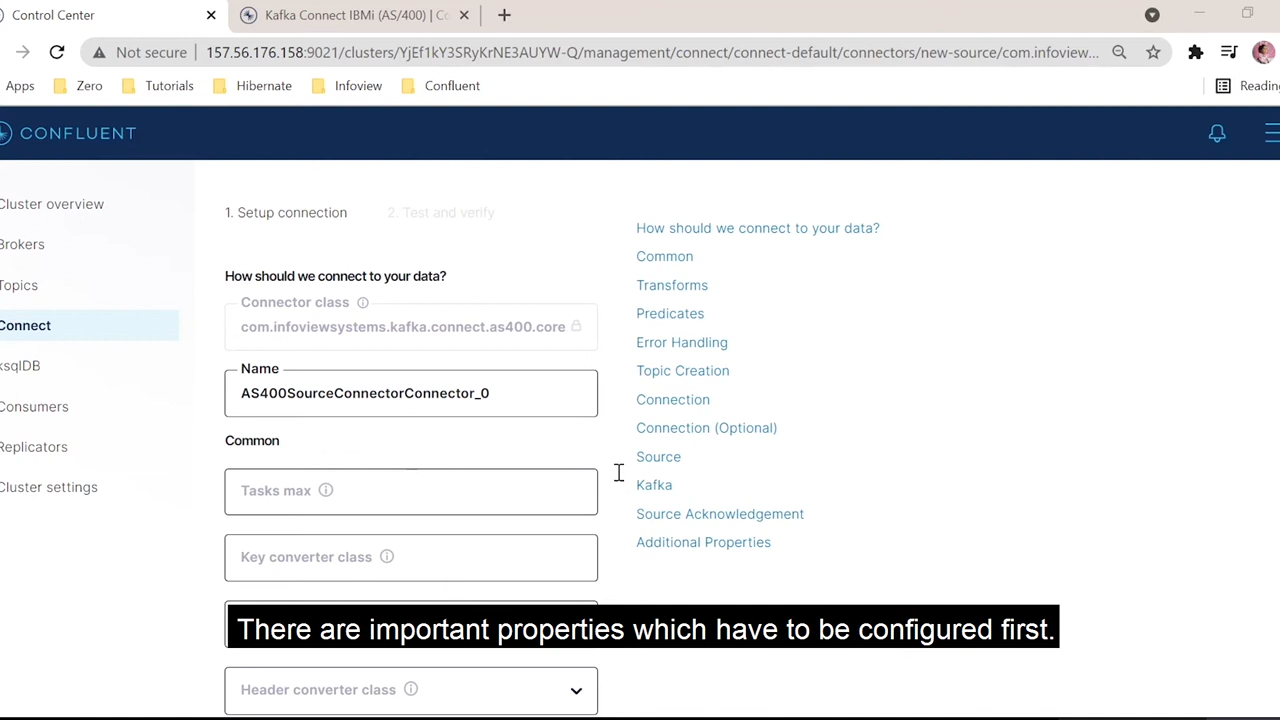 Control Center
Kafka Connect IBMi (AS/400) | Co
Not secure
157.56.176.158:9021/clusters/YjEf1kY3SRyKrNE3AUYW-Q/management/connect/connect-default/connectors/new-source/com.infoview...
Apps
Zero
Tutorials
Hibernate
Infoview
Confluent
Reading
CONFLUENT
Cluster overview
Brokers
Topics
Connect
ksqlDB
Consumers
Replicators
Cluster settings
1. Setup connection
2. Test and verify
How should we connect to your data?
Connector class
com.infoviewsystems.kafka.connect.as400.core
Name
AS400SourceConnectorConnector_0
Common
Tasks max
Key converter class
Header converter class
How should we connect to your data?
Common
Transforms
Predicates
Error Handling
Topic Creation
Connection
Connection (Optional)
Source
Kafka
Source Acknowledgement
Additional Properties
There are important properties which have to be configured first.